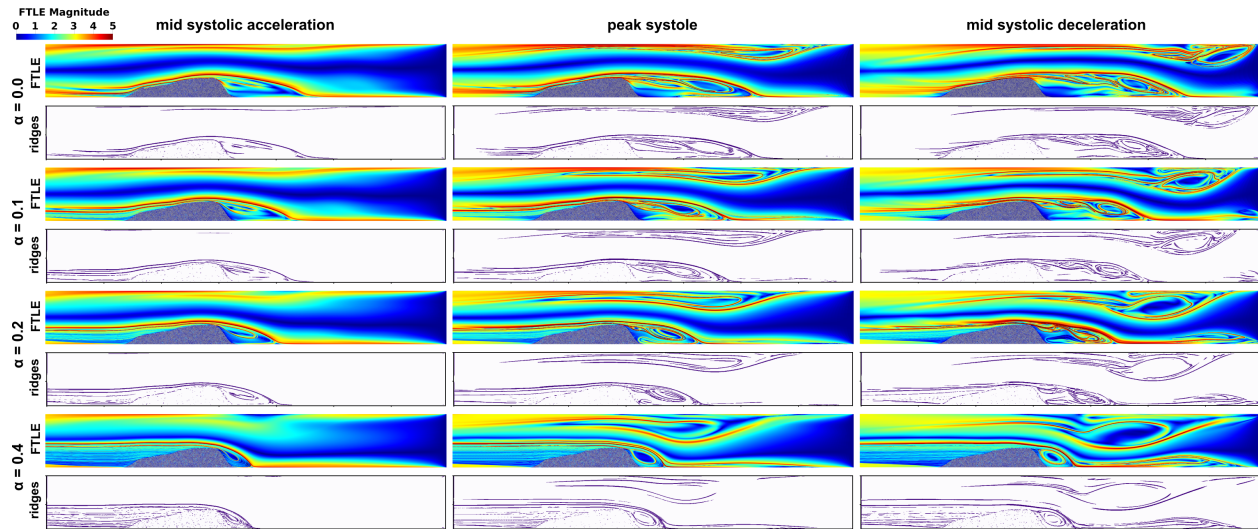 FTLE Magnitude
0 1 2 3 4 5
mid systolic acceleration
peak systole
mid systolic deceleration
α = 0.0
FTLE
ridges
α = 0.1
FTLE
ridges
α = 0.2
FTLE
ridges
α = 0.4
FTLE
ridges